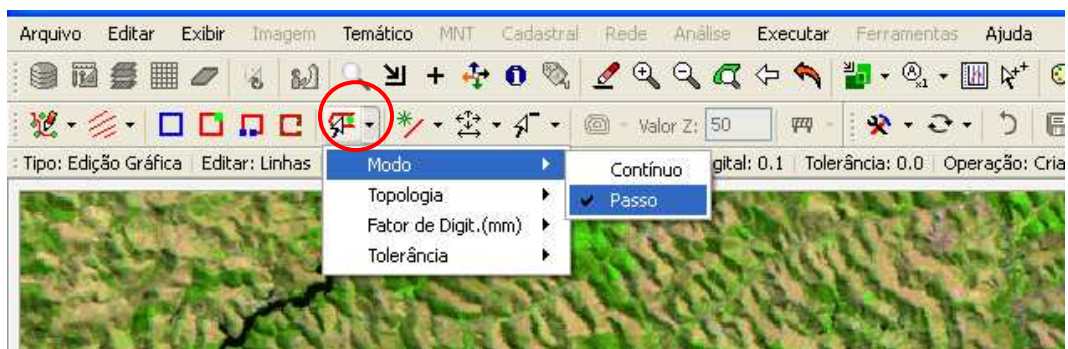 Arquivo Editar Exibir Imagem Temático MNT Cadastral Rede Análise Executar Ferramentas Ajuda
Valor Z: 50
Tipo: Edição Gráfica Editar: Linhas gital: 0.1 Tolerância: 0.0 Operação: Cria
Modo
Contínuo
Topologia
Passo
Fator de Digit.(mm)
Tolerância